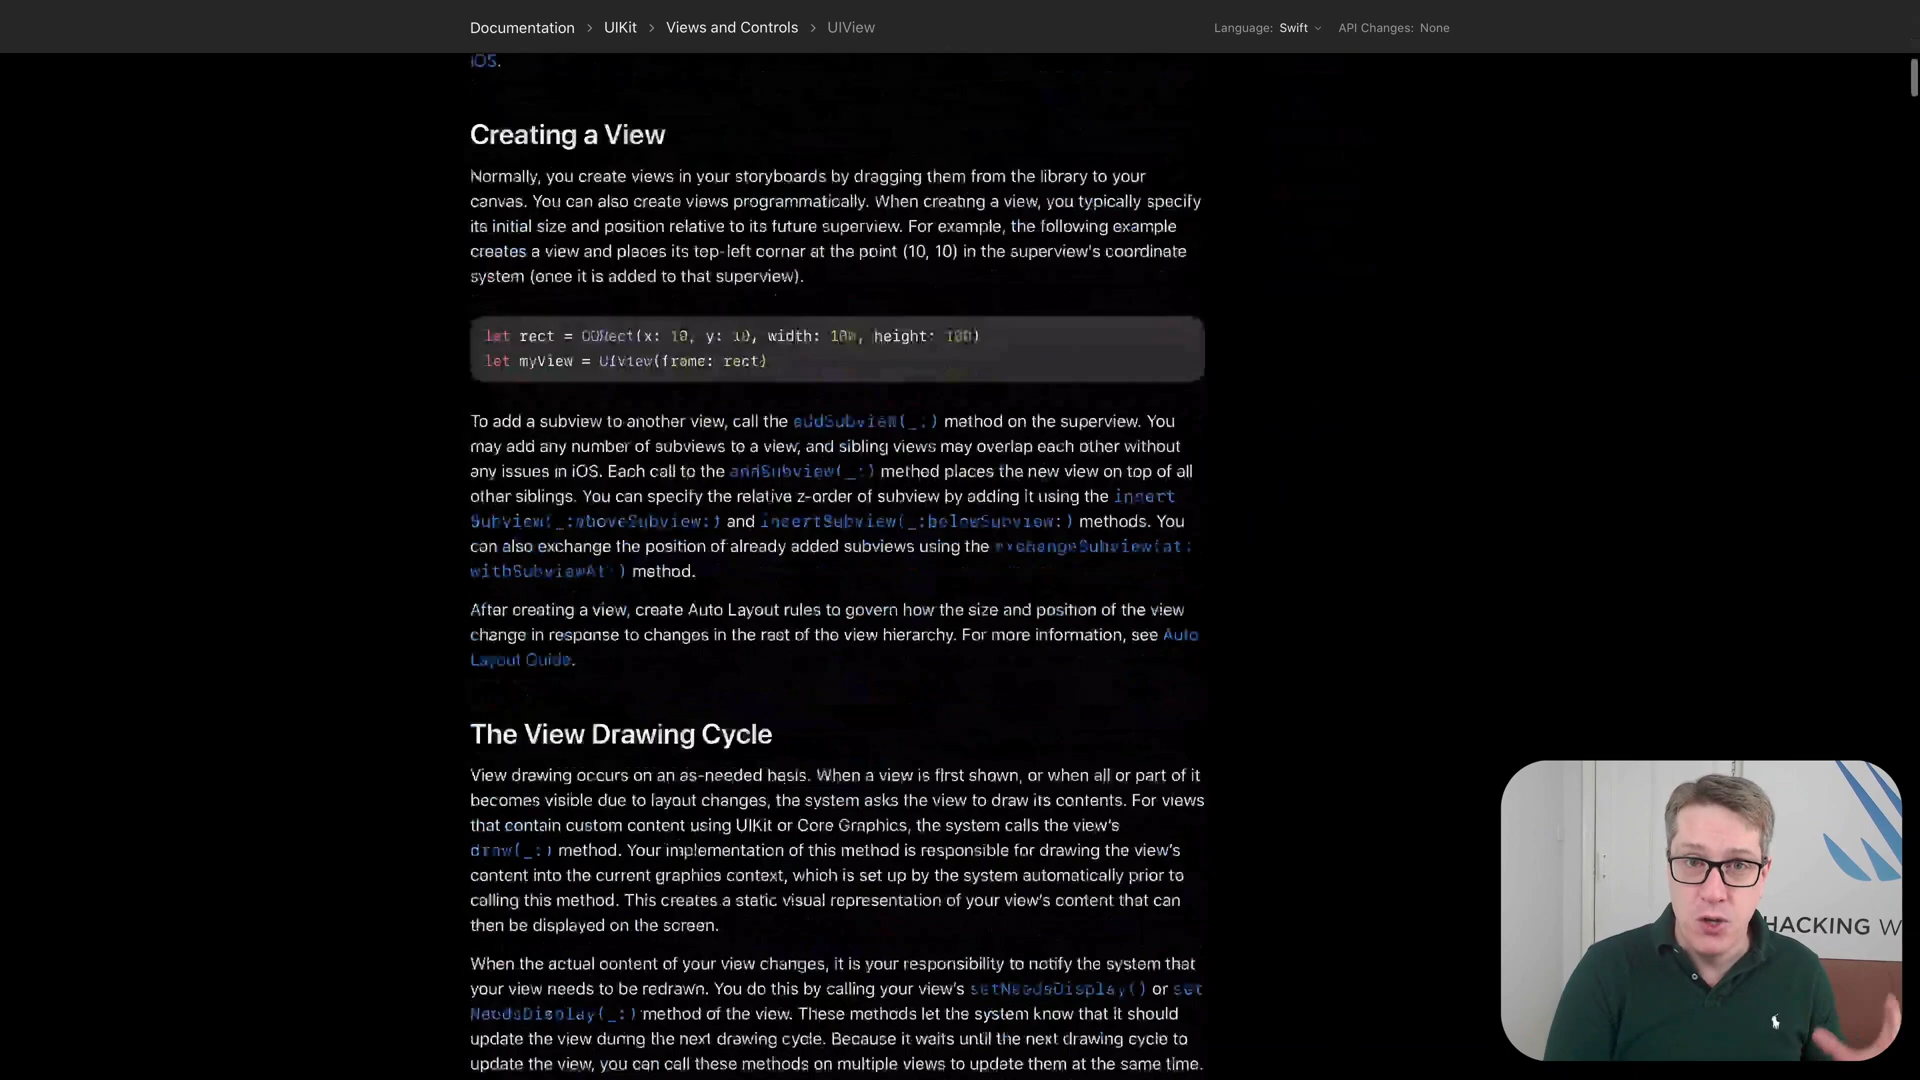 Documentation > UIKit > Views and Controls > UIView
Language: Swift API Changes: None
iOS.
Creating a View
Normally, you create views in your storyboards by dragging them from the library to your
canvas. You can also create views programmatically. When creating a view, you typically specify
its initial size and position relative to its future superview. For example, the following example
creates a view and places its top-left corner at the point (10, 10) in the superview's coordinate
system (once it is added to that superview).
let rect = (x: 10, y: 10, width: 100, height: 100)
let myView = UIView(frame: rect)
To add a subview to another view, call the addSubview(_:) method on the superview. You
may add any number of subviews to a view, and sibling views may overlap each other without
any issues in iOS. Each call to the addSubview(_:) method places the new view on top of all
other siblings. You can specify the relative z-order of subview by adding it using the insert
Subview(_:aboveSubview:) and insertSubview(_:belowSubview:) methods. You
can also exchange the position of already added subviews using the exchangeSubview(at:
withSubviewAt:) method.
After creating a view, create Auto Layout rules to govern how the size and position of the view
change in response to changes in the rest of the view hierarchy. For more information, see Auto
Layout Guide.
The View Drawing Cycle
View drawing occurs on an as-needed basis. When a view is first shown, or when all or part of it
becomes visible due to layout changes, the system asks the view to draw its contents. For views
that contain custom content using UIKit or Core Graphics, the system calls the view's
draw(_:) method. Your implementation of this method is responsible for drawing the view's
content into the current graphics context, which is set up by the system automatically prior to
calling this method. This creates a static visual representation of your view's content that can
then be displayed on the screen.
When the actual content of your view changes, it is your responsibility to notify the system that
your view needs to be redrawn. You do this by calling your view's setNeedsDisplay() or set
NeedsDisplay(_:) method of the view. These methods let the system know that it should
update the view during the next drawing cycle. Because it waits until the next drawing cycle to
update the view, you can call these methods on multiple views to update them at the same time.
HACKING W